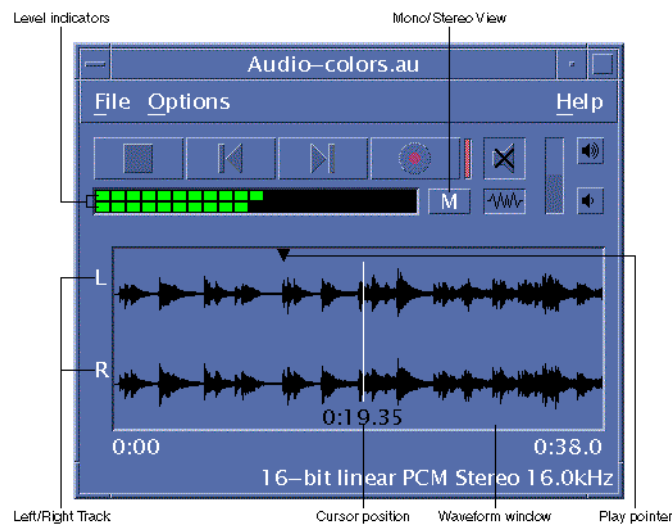 Level indicators
Mono/Stereo View
Audio–colors.au
File Options Help
M
L
R
0:19.35
0:00 0:38.0
16–bit linear PCM Stereo 16.0kHz
Left/Right Track
Cursor position
Waveform window
Play pointer